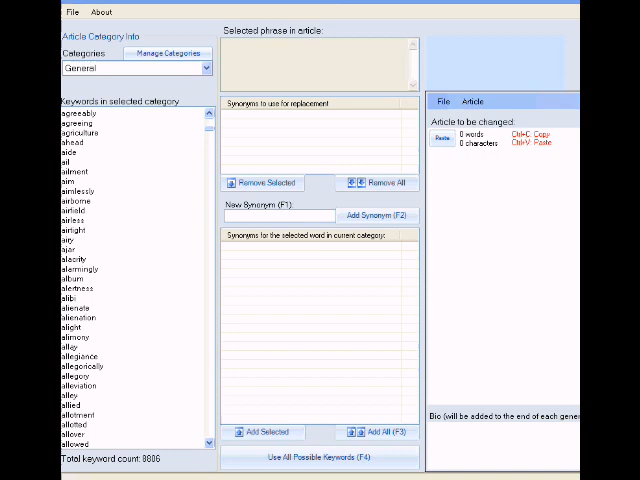 File About
Article Category Info
Categories
Manage Categories
General
Keywords in selected category
agreeably
agreeing
agriculture
ahead
aide
ail
ailment
aim
aimlessly
airborne
airfield
airless
airtight
airy
ajar
alacrity
alarmingly
album
alertness
alibi
alienate
alienation
alight
alimony
allay
allegiance
allegorically
allegory
alleviation
alley
allied
allotment
allotted
allover
allowed
Total keyword count: 8806
Selected phrase in article:
Synonyms to use for replacement
Remove Selected
Remove All
New Synonym (F1):
Add Synonym (F2)
Synonyms for the selected word in current category:
Add Selected
Add All (F3)
Use All Possible Keywords (F4)
File Article
Article to be changed:
Paste
0 words
0 characters
Ctrl+C: Copy
Ctrl+V: Paste
Bio (will be added to the end of each gener